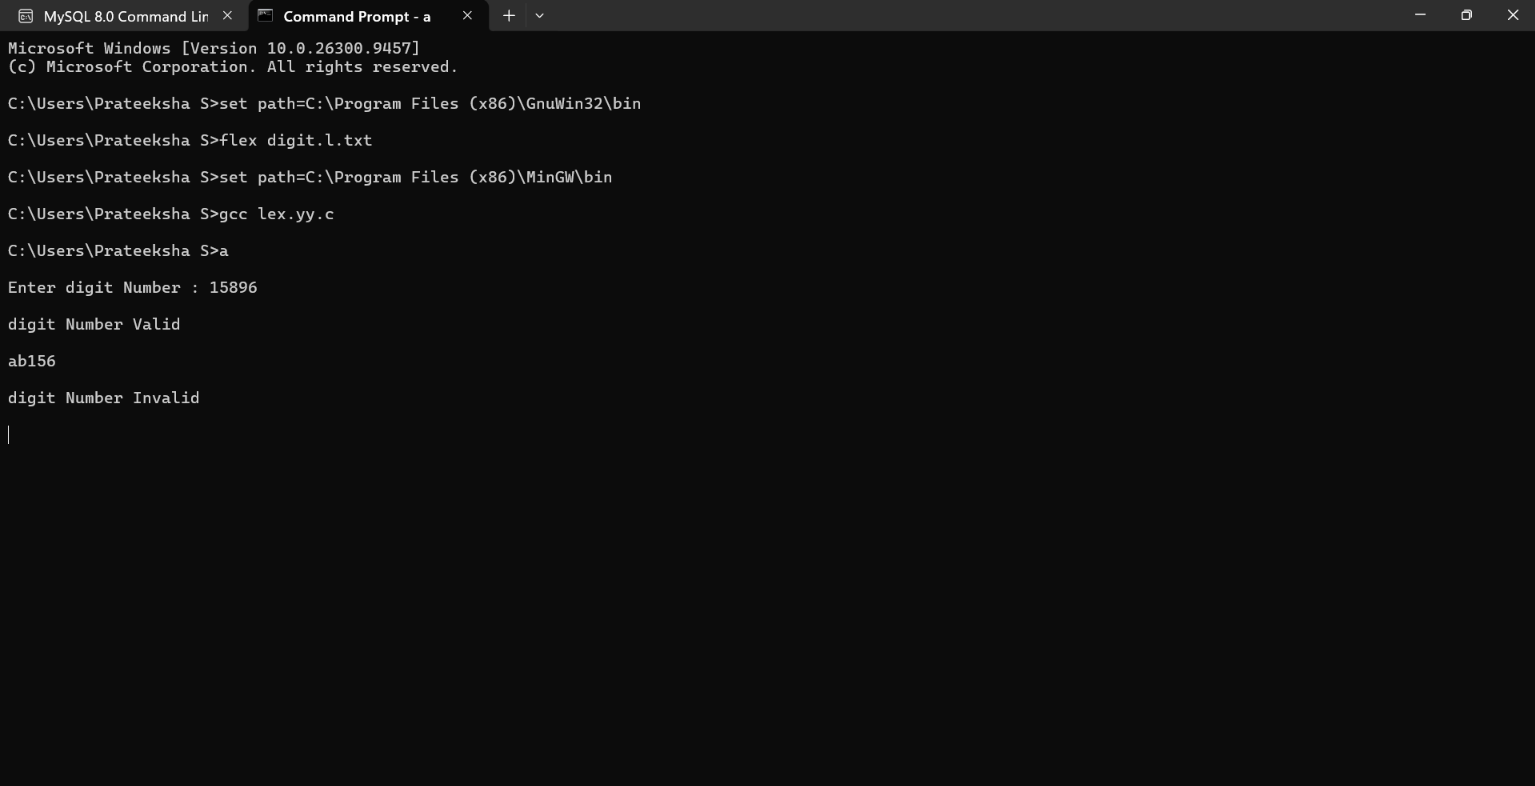 MySQL 8.0 Command Lin
Command Prompt - a
Microsoft Windows [Version 10.0.26300.9457]
(c) Microsoft Corporation. All rights reserved.
C:\Users\Prateeksha S>set path=C:\Program Files (x86)\GnuWin32\bin
C:\Users\Prateeksha S>flex digit.l.txt
C:\Users\Prateeksha S>set path=C:\Program Files (x86)\MinGW\bin
C:\Users\Prateeksha S>gcc lex.yy.c
C:\Users\Prateeksha S>a
Enter digit Number : 15896
digit Number Valid
ab156
digit Number Invalid